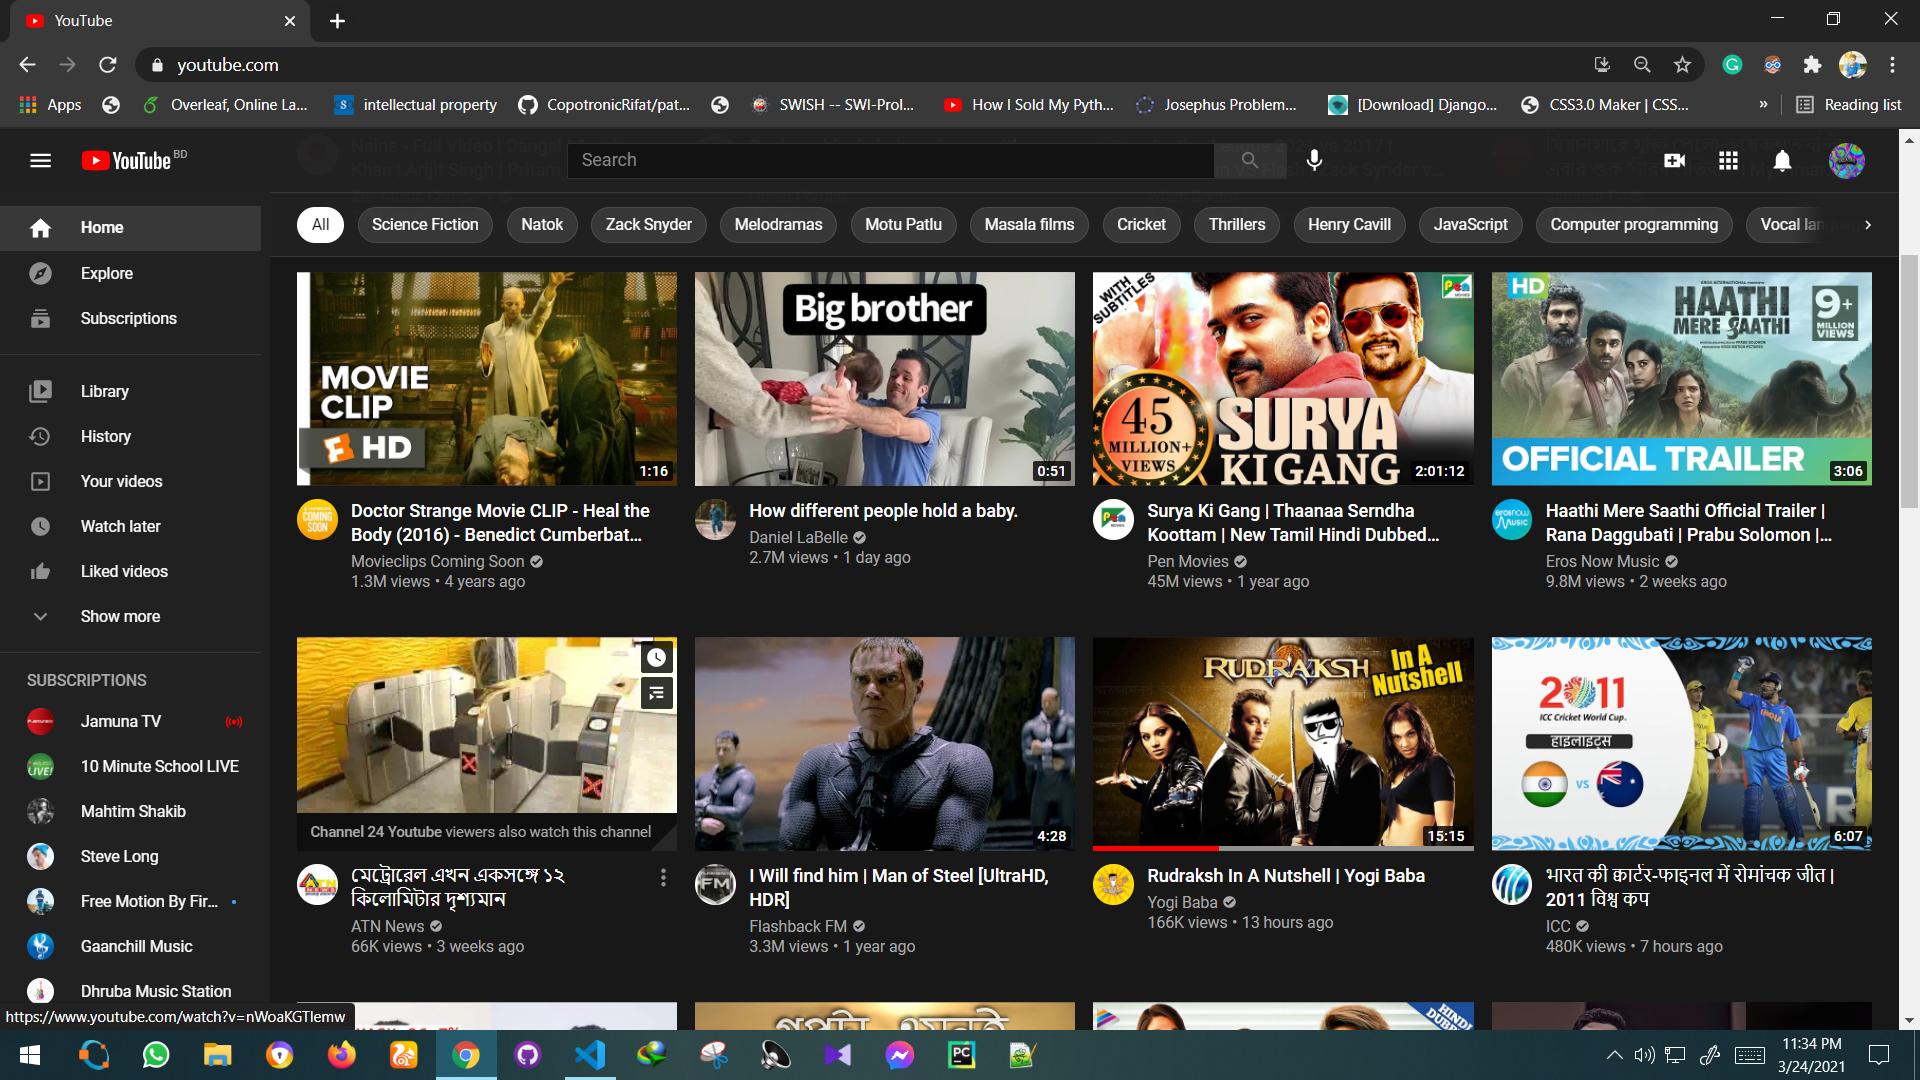 YouTube
youtube.com
Apps
Overleaf, Online La...
intellectual property
CopotronicRifat/pat...
SWISH -- SWI-Prol...
How I Sold My Pyth...
Josephus Problem...
[Download] Django...
CSS3.0 Maker | CSS...
»
Reading list
YouTube BD
Search
Home
Explore
Subscriptions
Library
History
Your videos
Watch later
Liked videos
Show more
SUBSCRIPTIONS
Jamuna TV
10 Minute School LIVE
Mahtim Shakib
Steve Long
Free Motion By Fir...
Gaanchill Music
Dhruba Music Station
https://www.youtube.com/watch?v=nWoaKGTlemw
All
Science Fiction
Natok
Zack Snyder
Melodramas
Motu Patlu
Masala films
Cricket
Thrillers
Henry Cavill
JavaScript
Computer programming
Vocal
MOVIE
CLIP
HD
1:16
Big brother
0:51
WITH
SUBTITLES
Pen
MOVIES
45
MILLION+
VIEWS
SURYA
KI GANG
2:01:12
HD
HAATHI
MERE SAATHI
9+
MILLION
VIEWS
OFFICIAL TRAILER
3:06
COMING
SOON
Doctor Strange Movie CLIP - Heal the
Body (2016) - Benedict Cumberbat...
Movieclips Coming Soon
1.3M views • 4 years ago
How different people hold a baby.
Daniel LaBelle
2.7M views • 1 day ago
Surya Ki Gang | Thaanaa Serndha
Koottam | New Tamil Hindi Dubbed...
Pen Movies
45M views • 1 year ago
erosnow
MUSIC
Haathi Mere Saathi Official Trailer |
Rana Daggubati | Prabu Solomon |...
Eros Now Music
9.8M views • 2 weeks ago
Channel 24 Youtube viewers also watch this channel
4:28
RUDRAKSH
In A
Nutshell
15:15
2011
ICC Cricket World Cup
हाइलाइट्स
vs
INDIA
6:07
মেট্রোরেল এখন একসঙ্গে ১২
কিলোমিটার দৃশ্যমান
ATN News
66K views • 3 weeks ago
FM
I Will find him | Man of Steel [UltraHD,
HDR]
Flashback FM
3.3M views • 1 year ago
Rudraksh In A Nutshell | Yogi Baba
Yogi Baba
166K views • 13 hours ago
भारत की क्वार्टर-फाइनल में रोमांचक जीत |
2011 विश्व कप
ICC
480K views • 7 hours ago
HINDI
11:34 PM
3/24/2021